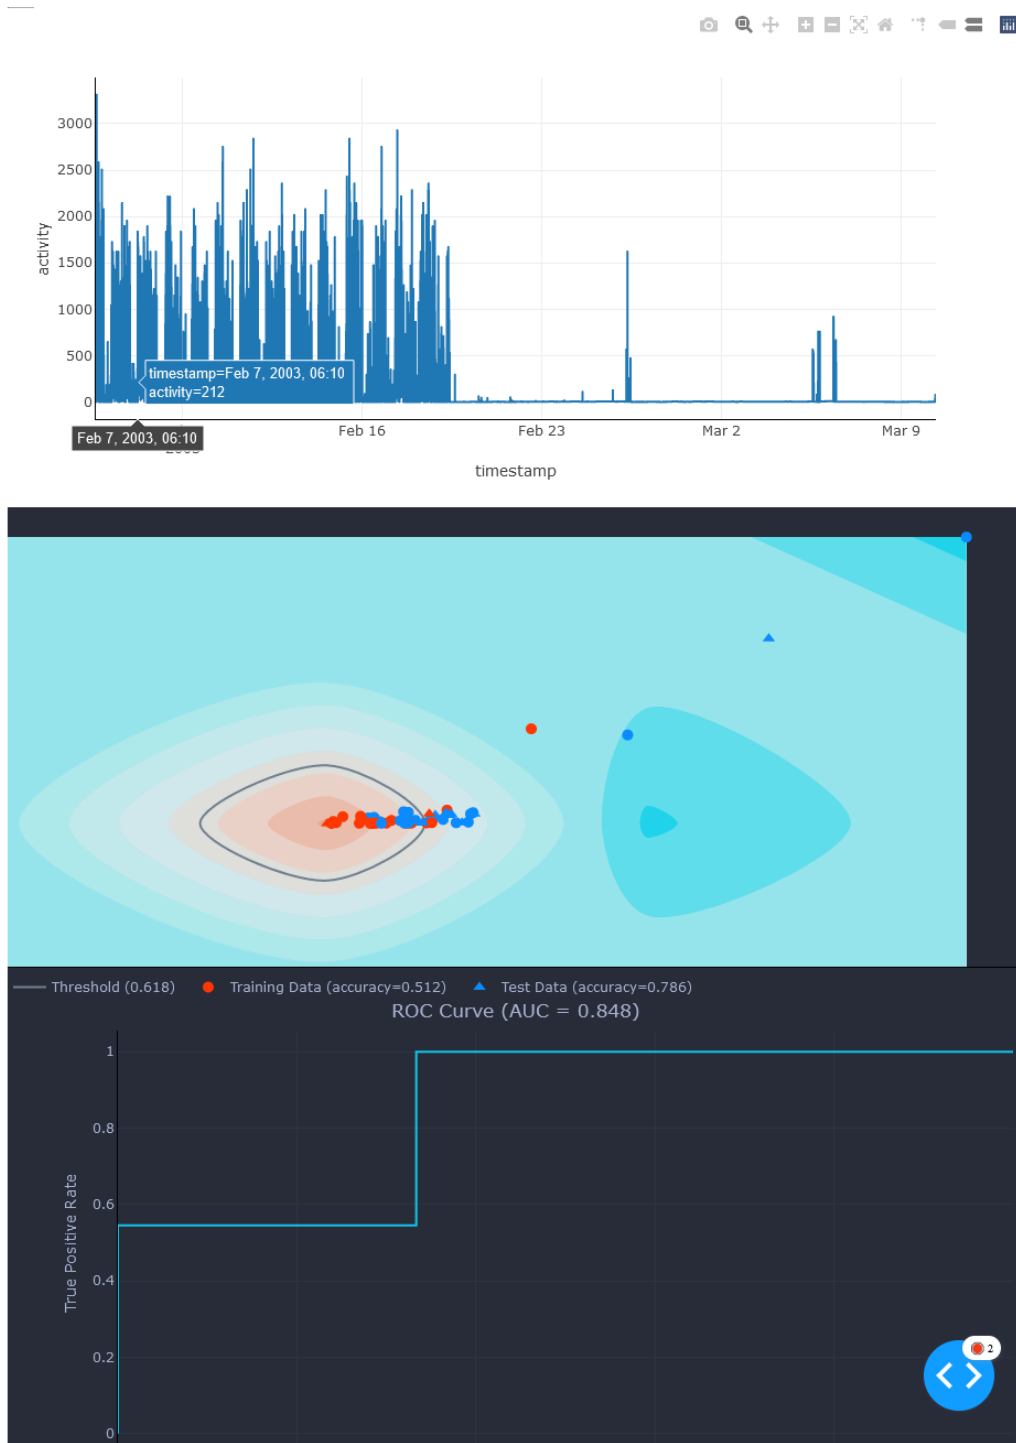 3000
2500
2000
1500
1000
500
0
activity
timestamp=Feb 7, 2003, 06:10
activity=212
Feb 7, 2003, 06:10
Feb 16
Feb 23
Mar 2
Mar 9
2003
timestamp
Threshold (0.618)
Training Data (accuracy=0.512)
Test Data (accuracy=0.786)
ROC Curve (AUC = 0.848)
1
0.8
0.6
0.4
0.2
0
True Positive Rate
2